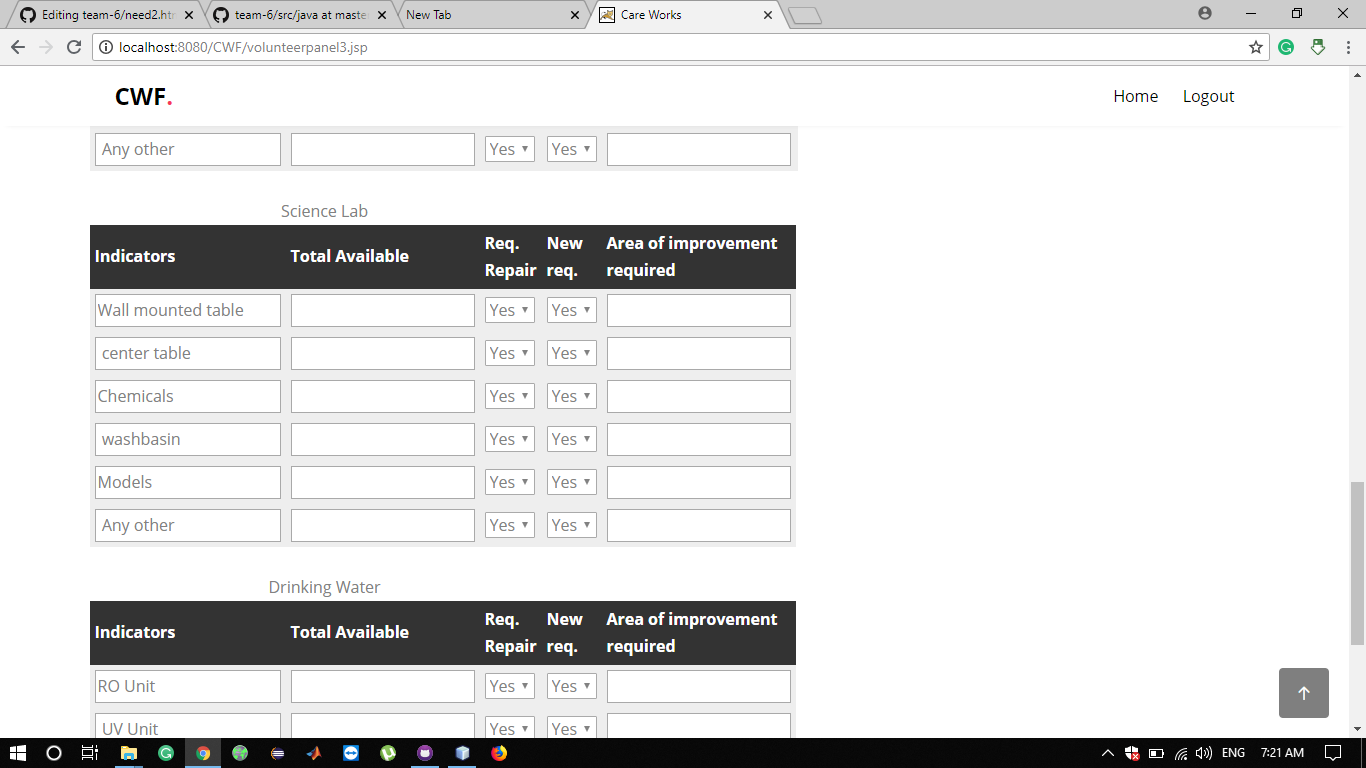 Editing team-6/need2.htm
team-6/src/java at maste
New Tab
Care Works
localhost:8080/CWF/volunteerpanel3.jsp
CWF.
Home
Logout
Any other Yes Yes
Science Lab
Indicators Total Available Req. Repair New req. Area of improvement required
Wall mounted table Yes Yes
center table Yes Yes
Chemicals Yes Yes
washbasin Yes Yes
Models Yes Yes
Any other Yes Yes
Drinking Water
Indicators Total Available Req. Repair New req. Area of improvement required
RO Unit Yes Yes
UV Unit Yes Yes
ENG
7:21 AM